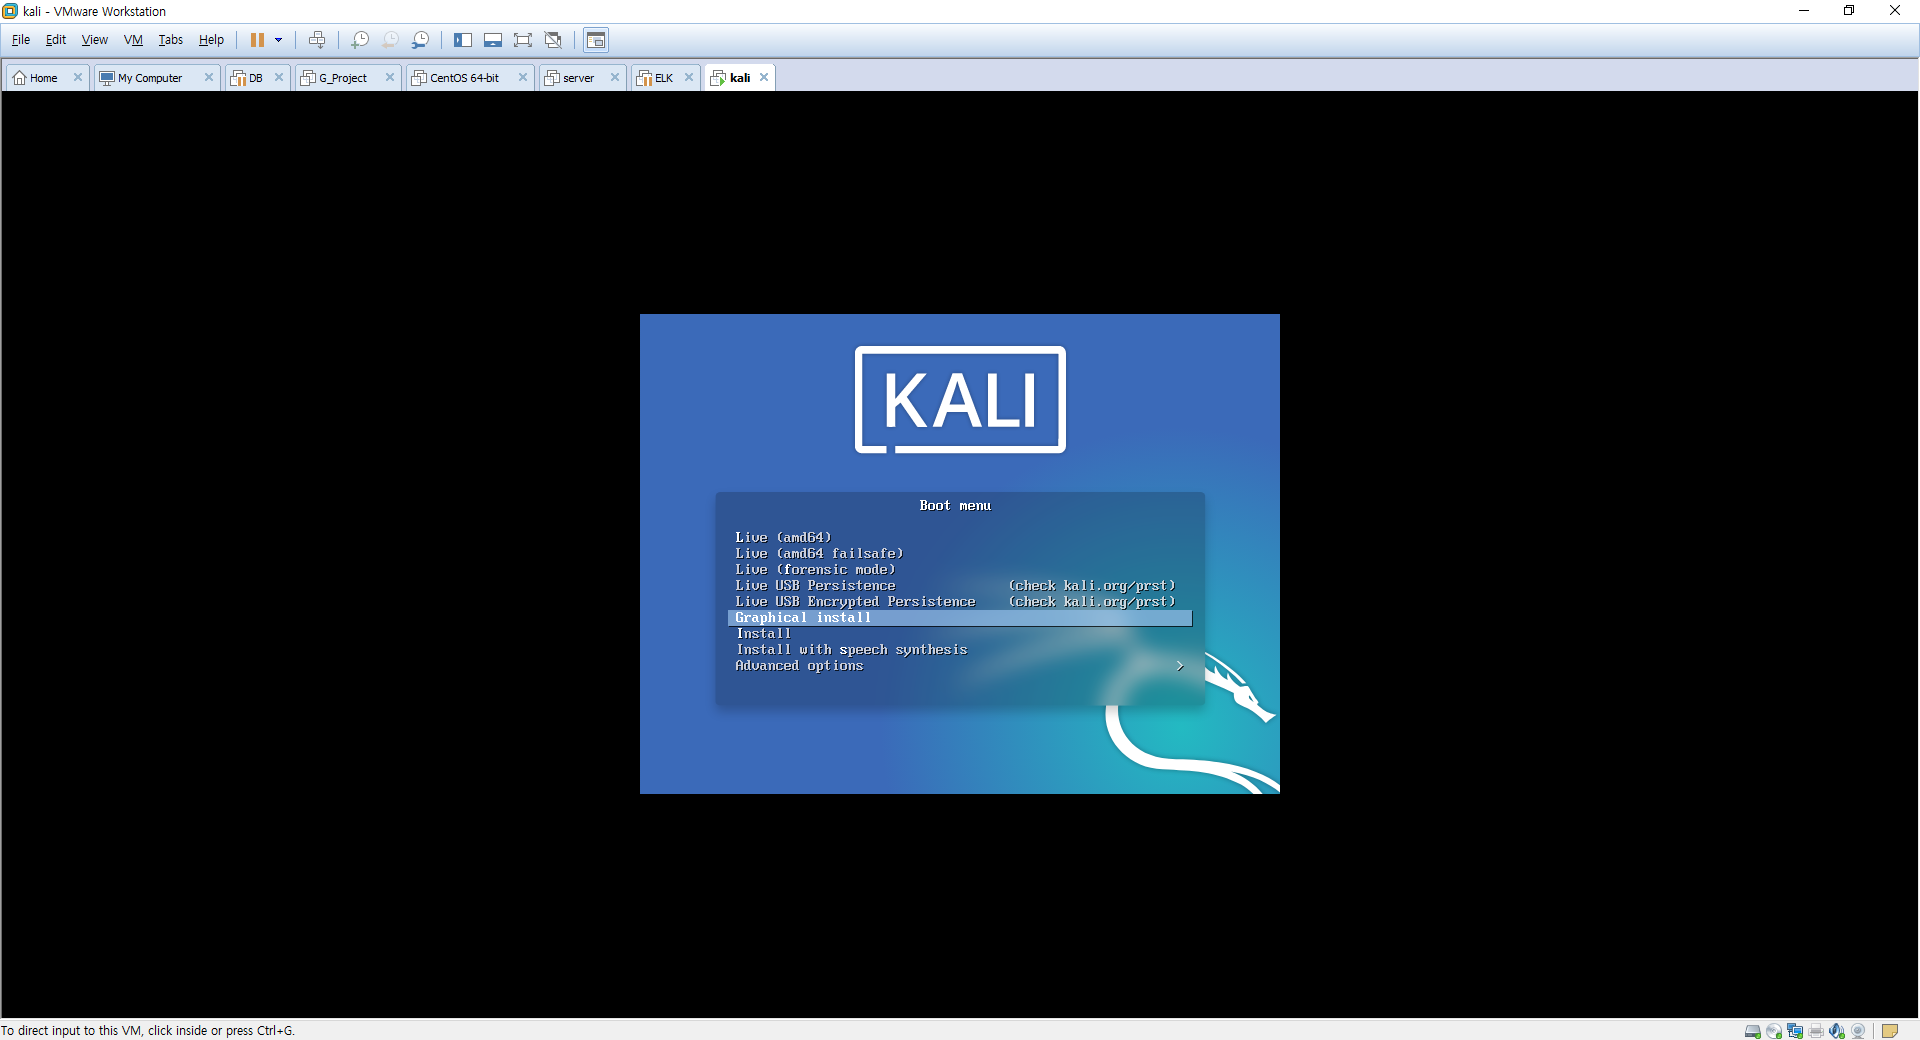 kali - VMware Workstation
File Edit View VM Tabs Help
Home My Computer DB G_Project CentOS 64-bit server ELK kali
KALI
Boot menu
Live (amd64)
Live (amd64 failsafe)
Live (forensic mode)
Live USB Persistence (check kali.org/prst)
Live USB Encrypted Persistence (check kali.org/prst)
Graphical install
Install
Install with speech synthesis
Advanced options >
To direct input to this VM, click inside or press Ctrl+G.